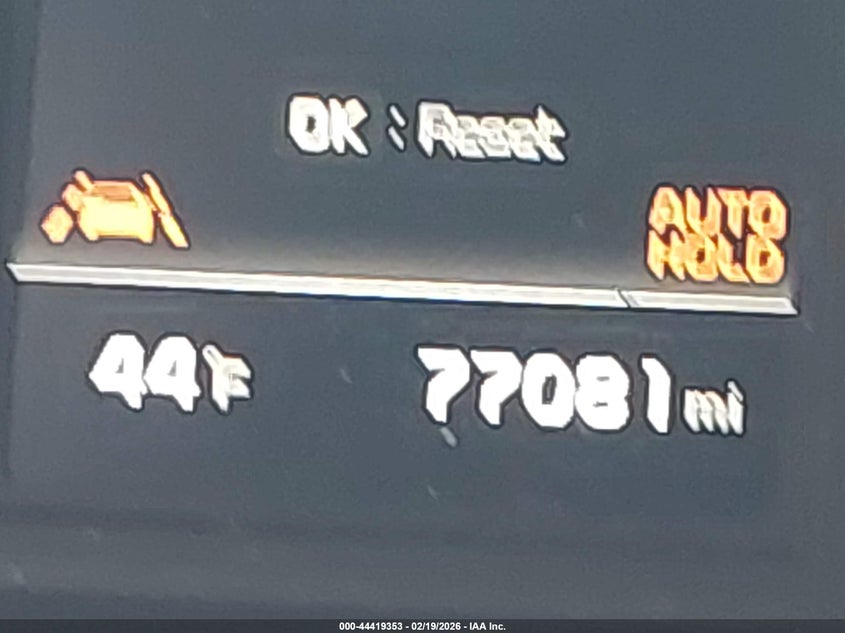 OK : Reset
AUTO
HOLD
44°F
77081 mi
000-44419353 - 02/19/2026 - IAA Inc.